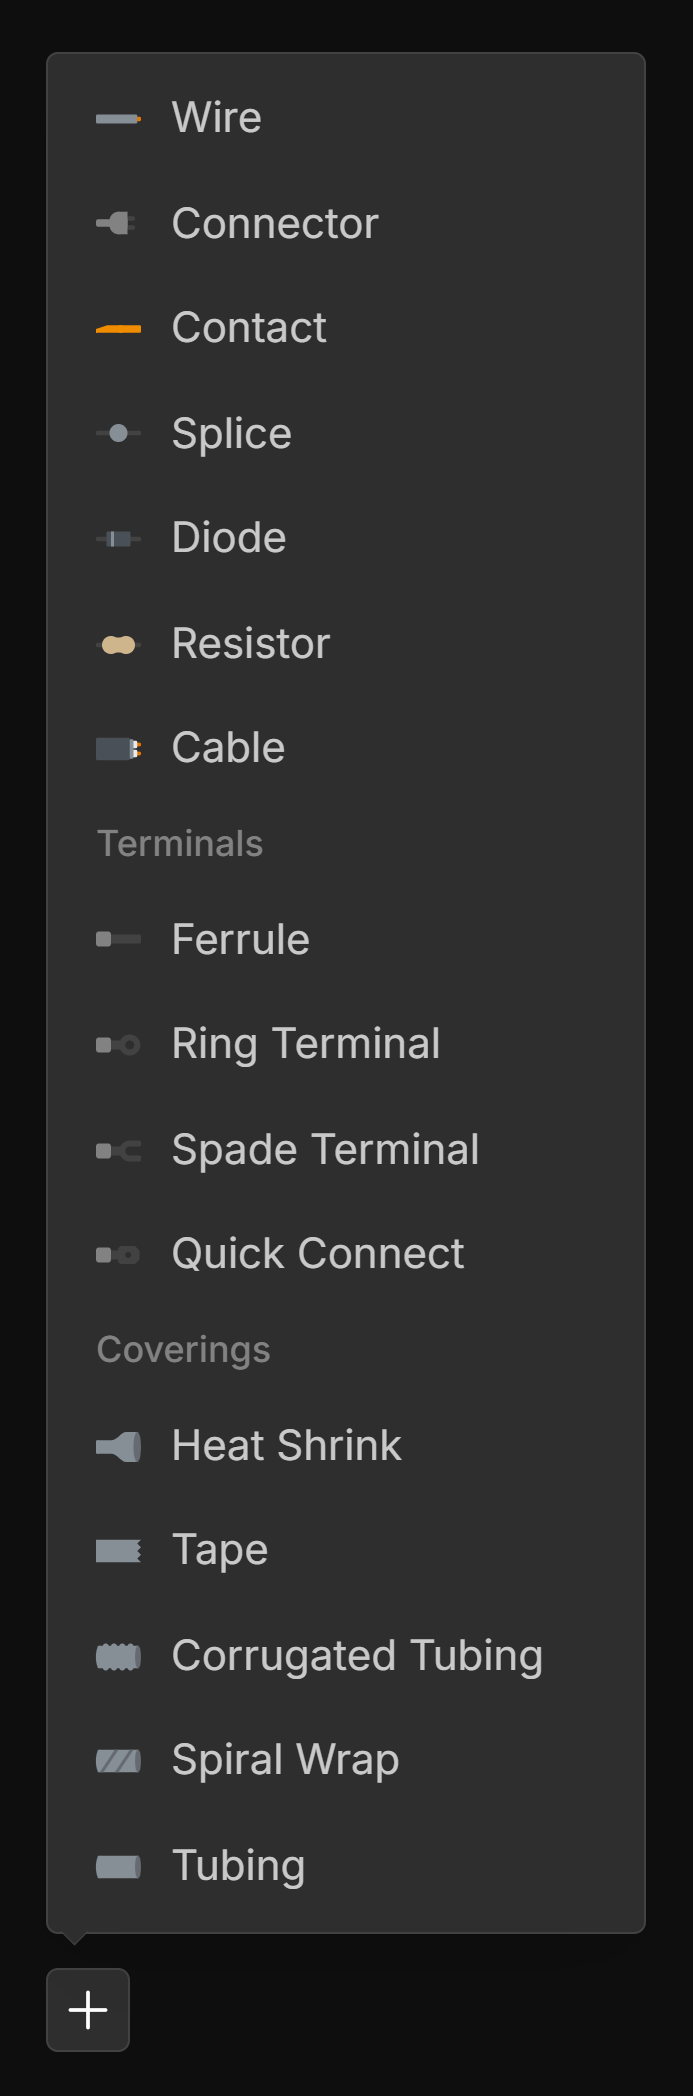 Wire
Connector
Contact
Splice
Diode
Resistor
Cable
Terminals
Ferrule
Ring Terminal
Spade Terminal
Quick Connect
Coverings
Heat Shrink
Tape
Corrugated Tubing
Spiral Wrap
Tubing